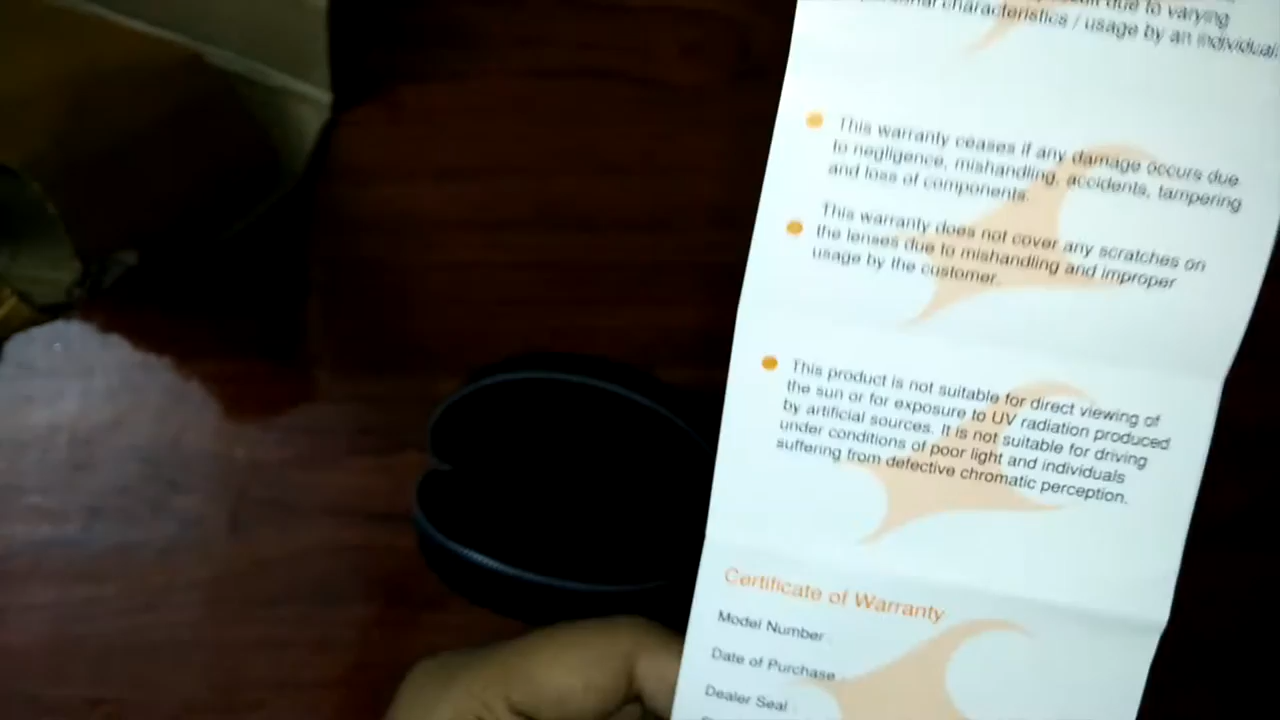 due to varying
characteristics / usage by an individual.
This warranty ceases if any damage occurs due
to negligence, mishandling, accidents, tampering
and loss of components.
This warranty does not cover any scratches on
the lenses due to mishandling and improper
usage by the customer.
This product is not suitable for direct viewing of
the sun or for exposure to UV radiation produced
by artificial sources. It is not suitable for driving
under conditions of poor light and individuals
suffering from defective chromatic perception.
Certificate of Warranty
Model Number :
Date of Purchase :
Dealer Seal :